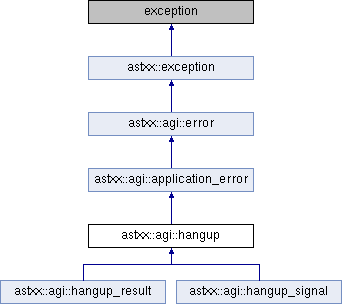 exception
astxx::exception
astxx::agi::error
astxx::agi::application_error
astxx::agi::hangup
astxx::agi::hangup_result
astxx::agi::hangup_signal